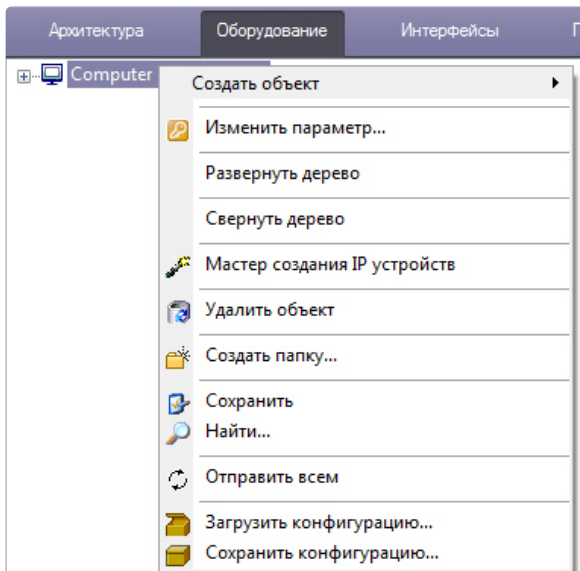 Архитектура Оборудование Интерфейсы
Computer
Создать объект
Изменить параметр...
Развернуть дерево
Свернуть дерево
Мастер создания IP устройств
Удалить объект
Создать папку...
Сохранить
Найти...
Отправить всем
Загрузить конфигурацию...
Сохранить конфигурацию...